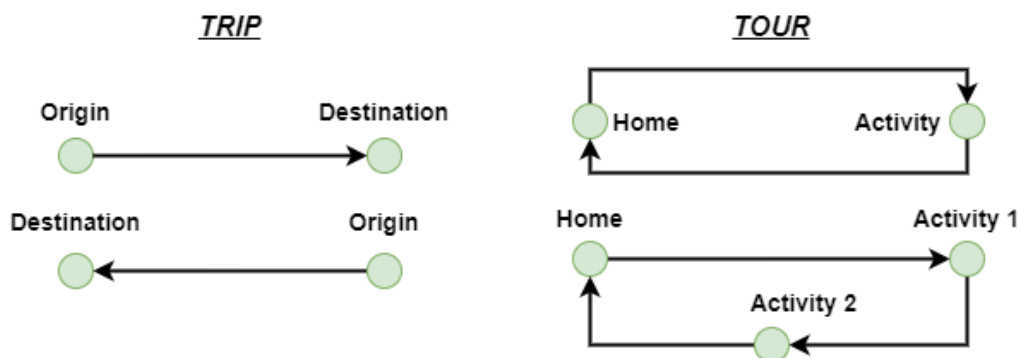 TRIP
Origin
Destination
Destination
Origin
TOUR
Home
Activity
Home
Activity 1
Activity 2